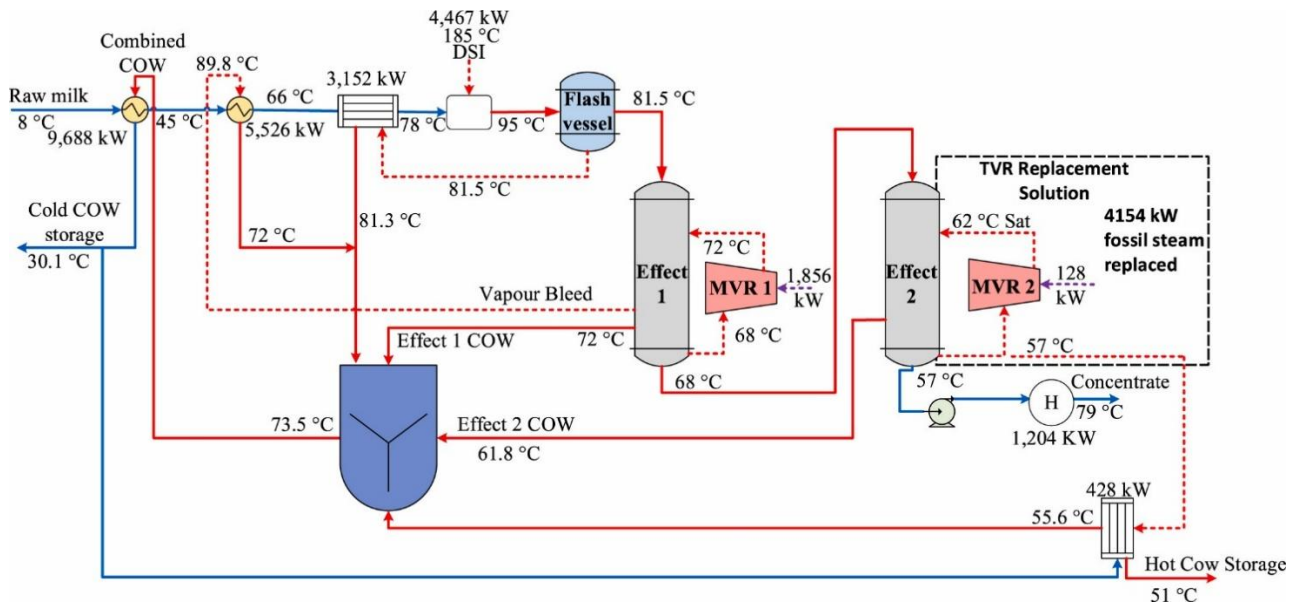 Combined
COW
89.8 °C
4,467 kW
185 °C
DSI
Raw milk
8 °C
9,688 kW
45 °C
66 °C
5,526 kW
3,152 kW
78 °C
95 °C
Flash
vessel
81.5 °C
81.5 °C
81.3 °C
TVR Replacement
Solution
4154 kW
fossil steam
replaced
Cold COW
storage
30.1 °C
72 °C
Vapour Bleed
Effect
1
72 °C
MVR 1
1,856
kW
68 °C
Effect
2
62 °C Sat
MVR 2
128
kW
57 °C
Effect 1 COW
72 °C
68 °C
57 °C
Concentrate
H
79 °C
1,204 KW
73.5 °C
Effect 2 COW
61.8 °C
428 kW
55.6 °C
Hot Cow Storage
51 °C